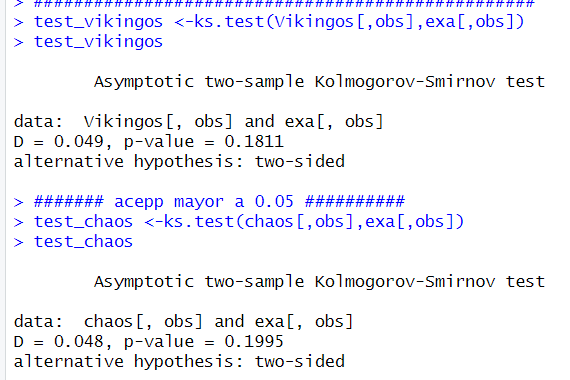 > ##################################################
> test_vikingos <-ks.test(Vikingos[,obs],exa[,obs])
> test_vikingos
Asymptotic two-sample Kolmogorov-Smirnov test
data:  Vikingos[, obs] and exa[, obs]
D = 0.049, p-value = 0.1811
alternative hypothesis: two-sided
> ####### acepp mayor a 0.05 ##########
> test_chaos <-ks.test(chaos[,obs],exa[,obs])
> test_chaos
Asymptotic two-sample Kolmogorov-Smirnov test
data:  chaos[, obs] and exa[, obs]
D = 0.048, p-value = 0.1995
alternative hypothesis: two-sided